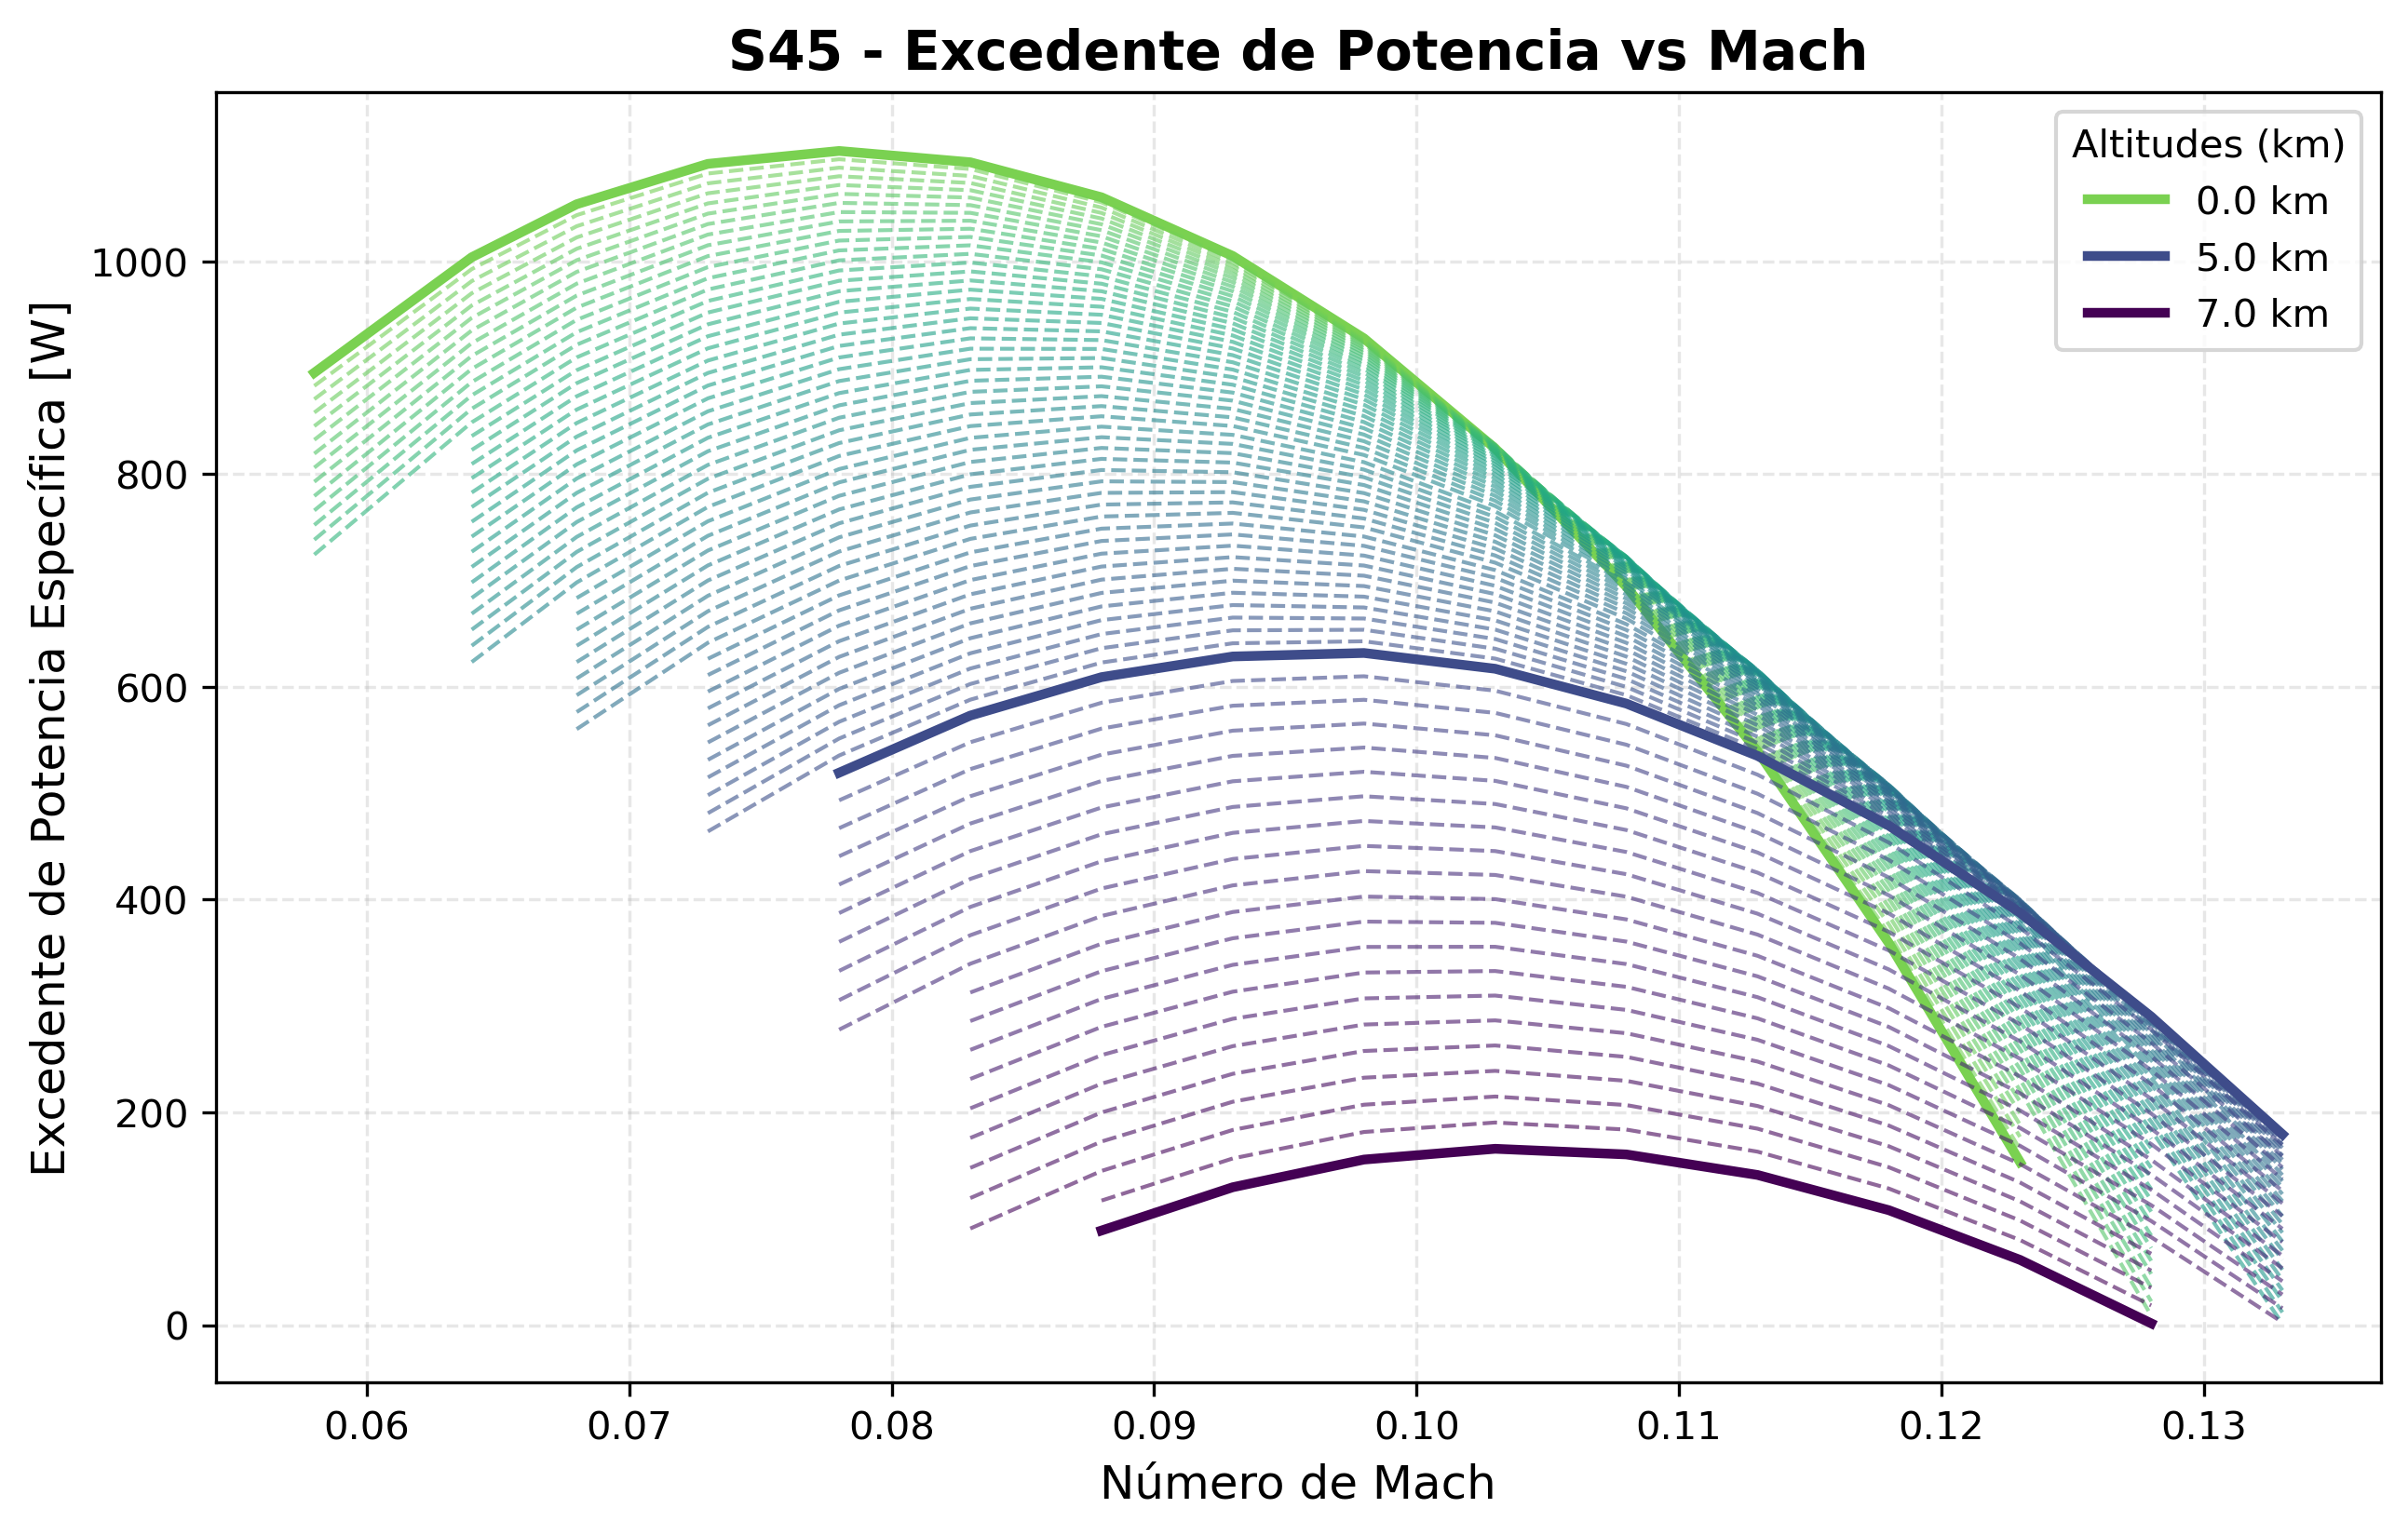 S45 - Excedente de Potencia vs Mach
Excedente de Potencia Específica [W]
1000
800
600
400
200
0
0.06 0.07 0.08 0.09 0.10 0.11 0.12 0.13
Número de Mach
Altitudes (km)
0.0 km
5.0 km
7.0 km